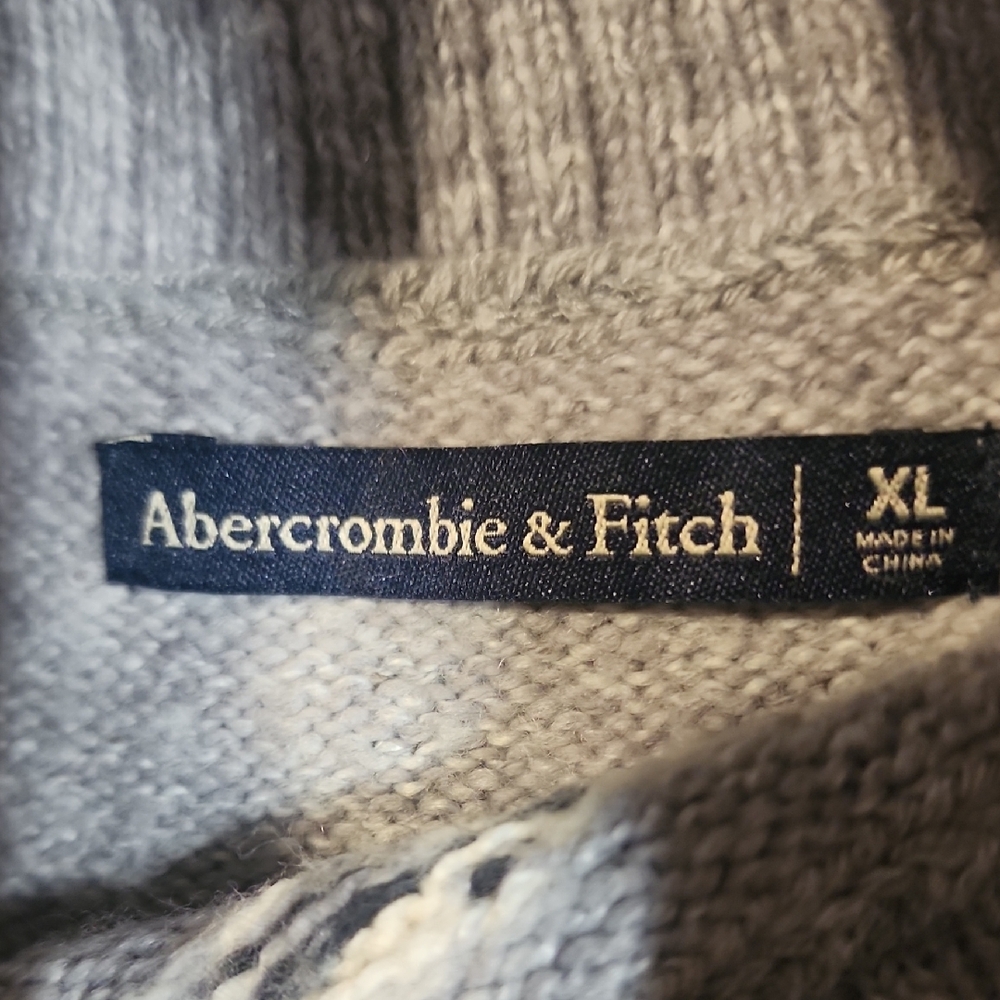 Abercrombie & Fitch | XL
MADE IN
CHINA